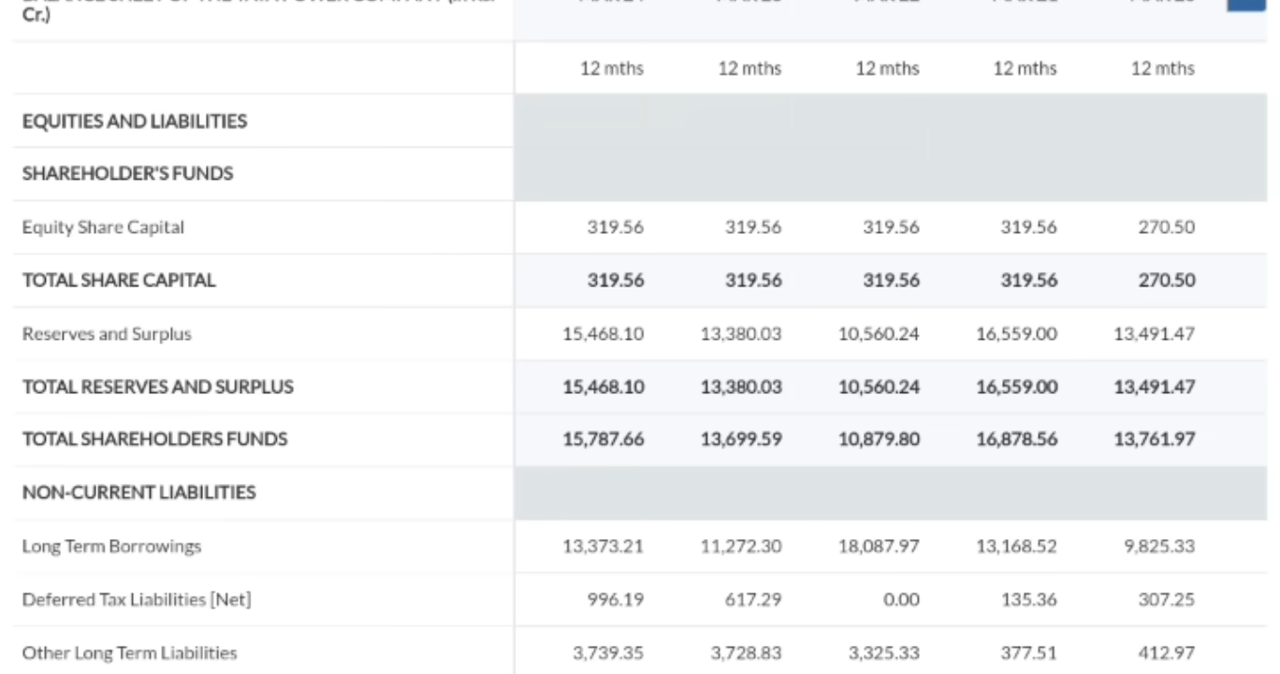 Cr.)
12 mths 12 mths 12 mths 12 mths 12 mths
EQUITIES AND LIABILITIES
SHAREHOLDER'S FUNDS
Equity Share Capital 319.56 319.56 319.56 319.56 270.50
TOTAL SHARE CAPITAL 319.56 319.56 319.56 319.56 270.50
Reserves and Surplus 15,468.10 13,380.03 10,560.24 16,559.00 13,491.47
TOTAL RESERVES AND SURPLUS 15,468.10 13,380.03 10,560.24 16,559.00 13,491.47
TOTAL SHAREHOLDERS FUNDS 15,787.66 13,699.59 10,879.80 16,878.56 13,761.97
NON-CURRENT LIABILITIES
Long Term Borrowings 13,373.21 11,272.30 18,087.97 13,168.52 9,825.33
Deferred Tax Liabilities [Net] 996.19 617.29 0.00 135.36 307.25
Other Long Term Liabilities 3,739.35 3,728.83 3,325.33 377.51 412.97